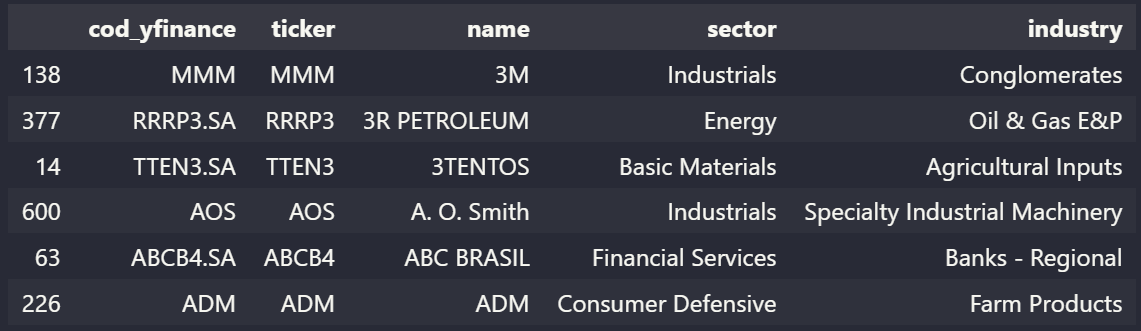 cod_yfinance ticker name sector industry
138 MMM MMM 3M Industrials Conglomerates
377 RRRP3.SA RRRP3 3R PETROLEUM Energy Oil & Gas E&P
14 TTEN3.SA TTEN3 3TENTOS Basic Materials Agricultural Inputs
600 AOS AOS A. O. Smith Industrials Specialty Industrial Machinery
63 ABCB4.SA ABCB4 ABC BRASIL Financial Services Banks - Regional
226 ADM ADM ADM Consumer Defensive Farm Products